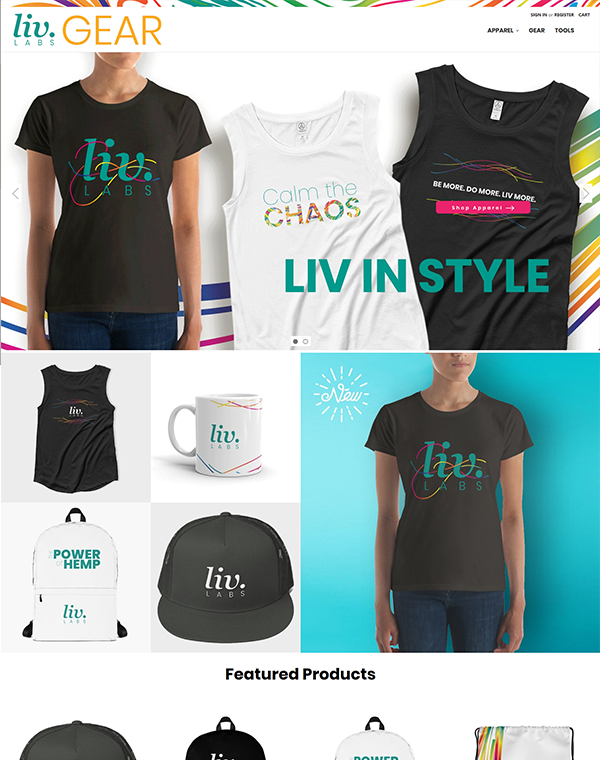 SIGN IN or REGISTER CART
liv.
LABS
GEAR
APPAREL GEAR TOOLS
liv.
LABS
Calm the
CHAOS
BE MORE. DO MORE. LIV MORE.
Shop Apparel
LIV IN STYLE
liv.
LABS
liv.
LABS
New
liv.
LABS
POWER
HEMP
liv.
LABS
liv.
LABS
Featured Products
liv.
liv.
POWER